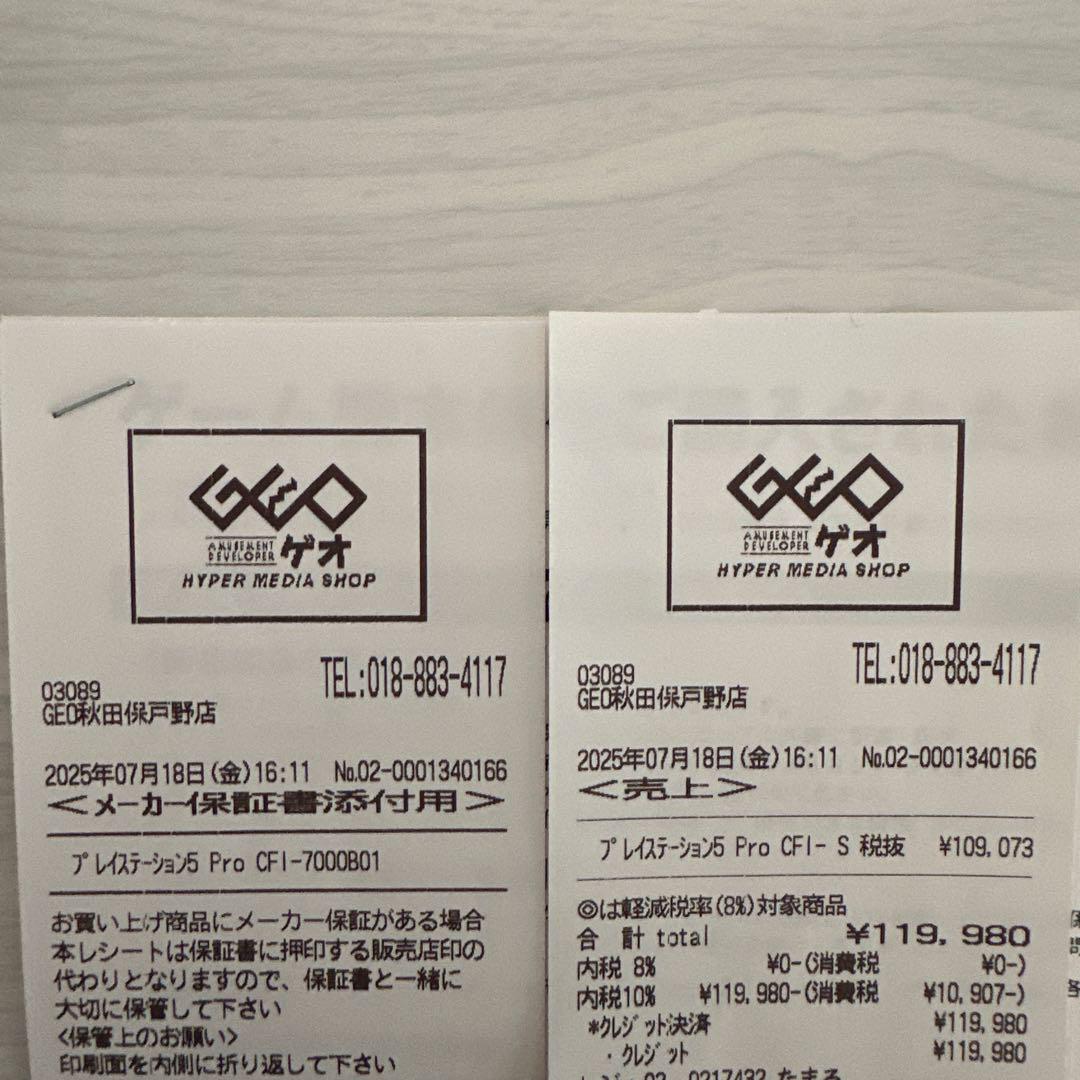 GEO
AMUSEMENT
DEVELOPER ゲオ
HYPER MEDIA SHOP
TEL:018-883-4117
03089
GEO秋田保戸野店
2025年07月18日(金)16:11 №02-0001340166
<メーカー保証書添付用>
プレイステーション5 Pro CFI-7000B01
お買い上げ商品にメーカー保証がある場合
本レシートは保証書に押印する販売店印の
代わりとなりますので、保証書と一緒に
大切に保管して下さい
<保管上のお願い>
印刷面を内側に折り返して下さい
GEO
AMUSEMENT
DEVELOPER ゲオ
HYPER MEDIA SHOP
TEL:018-883-4117
03089
GEO秋田保戸野店
2025年07月18日(金)16:11 №02-0001340166
<売上>
プレイステーション5 Pro CFI- S 税抜 ¥109,073
◎は軽減税率(8%)対象商品
合 計 total ¥119,980
内税 8% ¥0-(消費税 ¥0-)
内税10% ¥119,980-(消費税 ¥10,907-)
*クレジット決済 ¥119,980
・クレジット ¥119,980